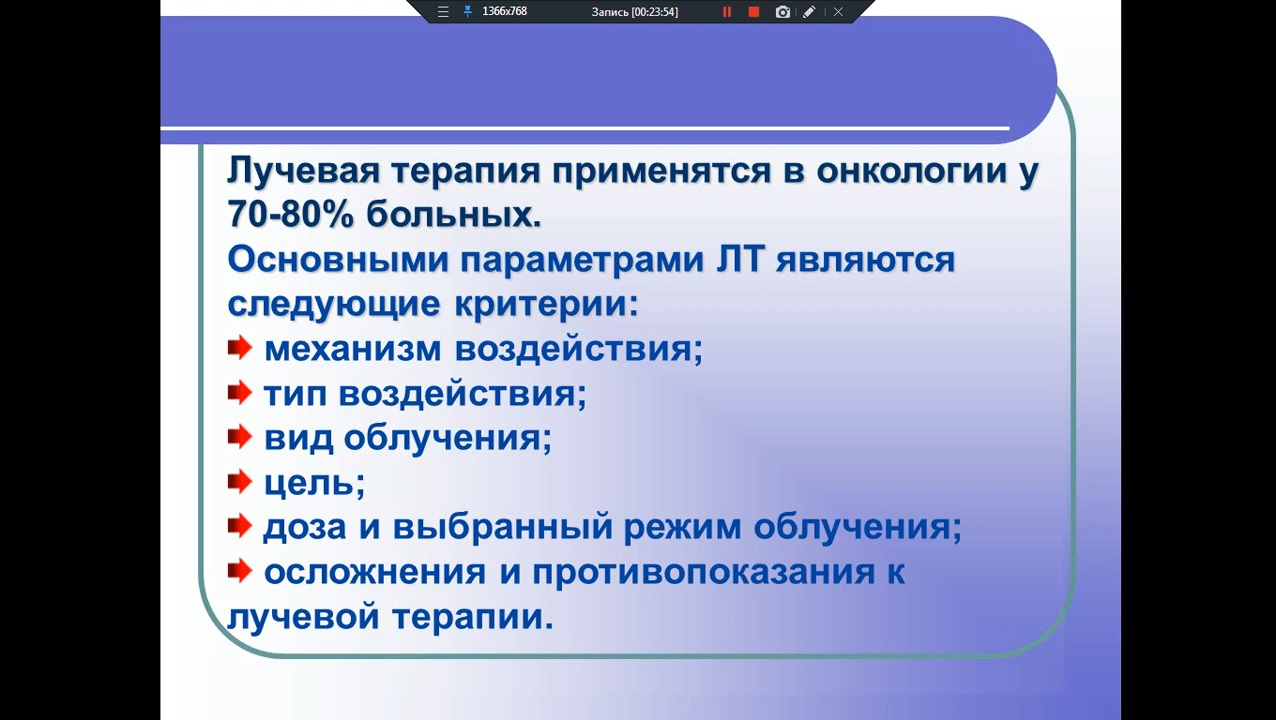 1366x768 Запись [00:23:54]
Лучевая терапия применятся в онкологии у
70-80% больных.
Основными параметрами ЛТ являются
следующие критерии:
механизм воздействия;
тип воздействия;
вид облучения;
цель;
доза и выбранный режим облучения;
осложнения и противопоказания к
лучевой терапии.